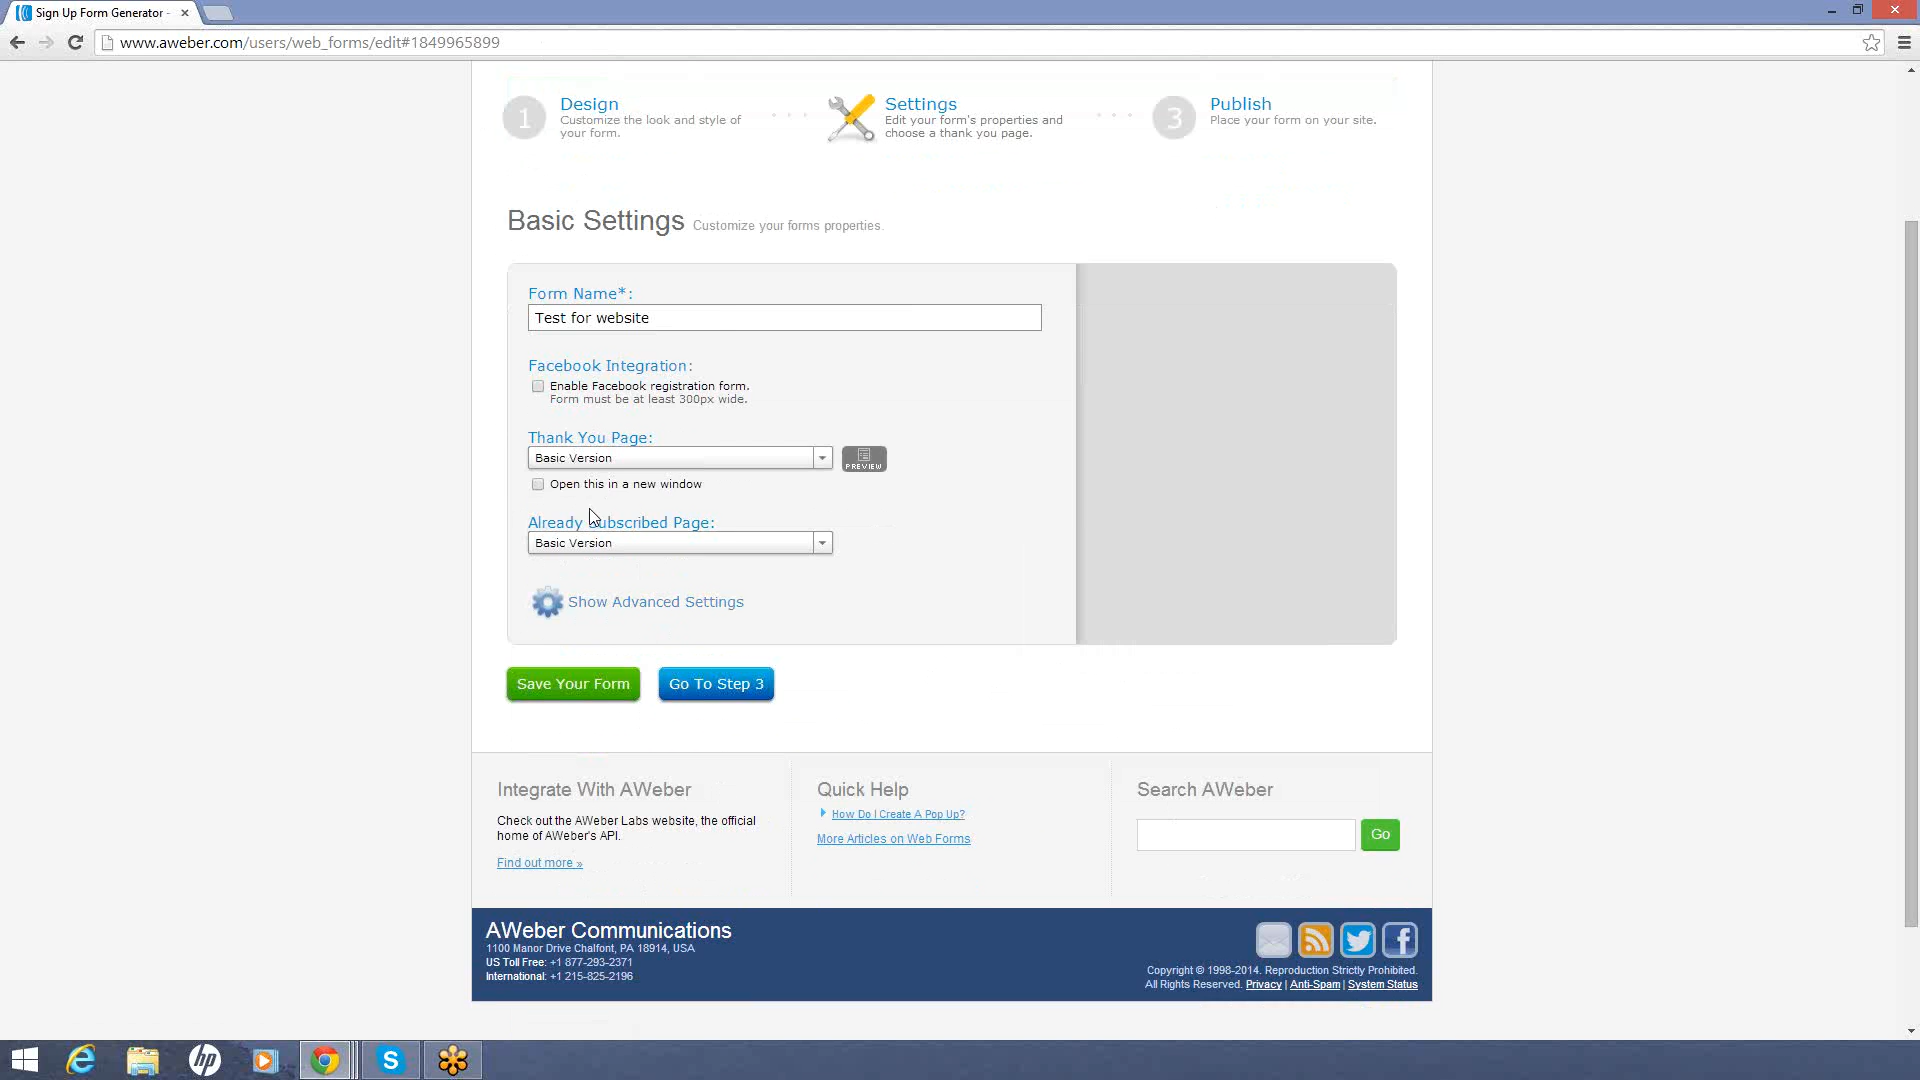 Sign Up Form Generator -
www.aweber.com/users/web_forms/edit#1849965899
1
Design
Customize the look and style of
your form.
Settings
Edit your form's properties and
choose a thank you page.
3
Publish
Place your form on your site.
Basic Settings Customize your forms properties.
Form Name*:
Test for website
Facebook Integration:
Enable Facebook registration form.
Form must be at least 300px wide.
Thank You Page:
Basic Version
PREVIEW
Open this in a new window
Already Subscribed Page:
Basic Version
Show Advanced Settings
Save Your Form
Go To Step 3
Integrate With AWeber
Check out the AWeber Labs website, the official
home of AWeber's API.
Find out more »
Quick Help
How Do I Create A Pop Up?
More Articles on Web Forms
Search AWeber
Go
AWeber Communications
1100 Manor Drive Chalfont, PA 18914, USA
US Toll Free: +1 877-293-2371
International: +1 215-825-2196
Copyright © 1998-2014. Reproduction Strictly Prohibited.
All Rights Reserved. Privacy | Anti-Spam | System Status